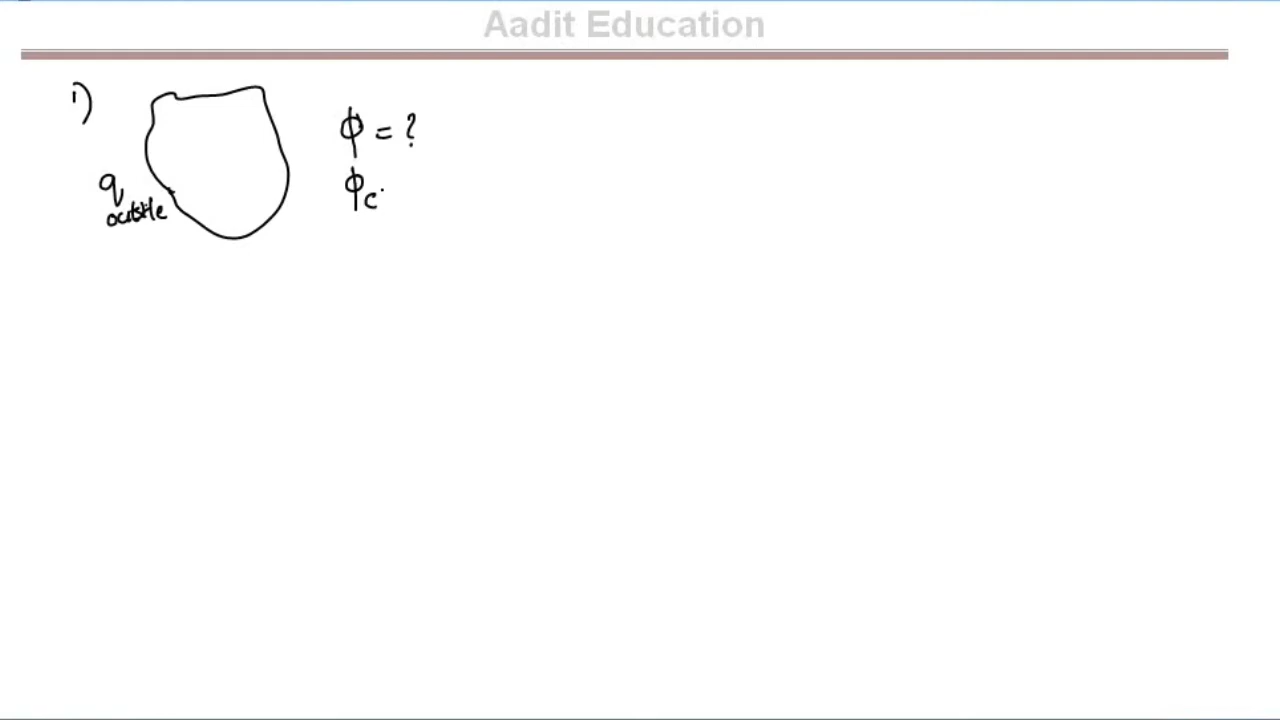 Aadit Education
i)
ϕ = ?
q
outside
ϕc